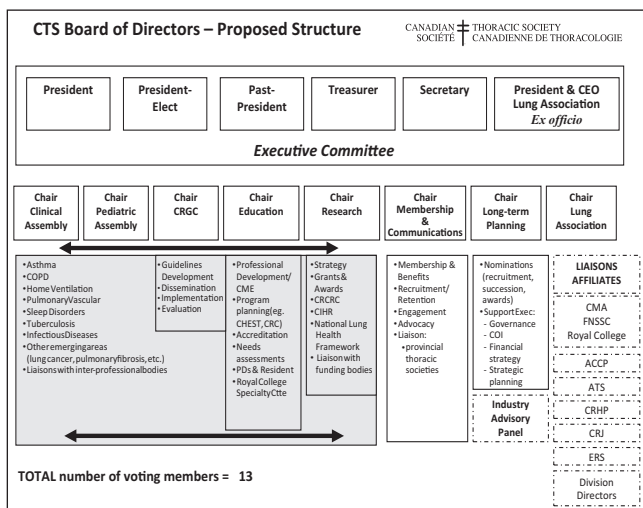 CTS Board of Directors – Proposed Structure
CANADIAN THORACIC SOCIETY
SOCIÉTÉ CANADIENNE DE THORACOLOGIE
President
President-
Elect
Past-
President
Treasurer
Secretary
President & CEO
Lung Association
Ex officio
Executive Committee
Chair
Clinical
Assembly
Chair
Pediatric
Assembly
Chair
CRGC
Chair
Education
Chair
Research
Chair
Membership
&
Communications
Chair
Long-term
Planning
Chair
Lung
Association
•Asthma
•COPD
•Home Ventilation
•Pulmonary Vascular
•Sleep Disorders
•Tuberculosis
•Infectious Diseases
•Other emerging areas
(lung cancer, pulmonary fibrosis, etc.)
•Liaisons with inter-professional bodies
•Guidelines
Development
•Dissemination
•Implementation
•Evaluation
•Professional
Development/
CME
•Program
planning (eg.
CHEST, CRC)
•Accreditation
•Needs
assessments
•PDs & Resident
•Royal College
Specialty Ctte
•Strategy
•Grants &
Awards
•CRCRC
•CIHR
•National Lung
Health
Framework
•Liaison with
funding bodies
•Membership &
Benefits
•Recruitment/
Retention
•Engagement
•Advocacy
•Liaison:
•provincial
thoracic
societies
•Nominations
(recruitment,
succession,
awards)
•Support Exec:
- Governance
- COI
- Financial
strategy
- Strategic
planning
Industry
Advisory
Panel
LIAISONS
AFFILIATES
CMA
FNSSC
Royal College
ACCP
ATS
CRHP
CRJ
ERS
Division
Directors
TOTAL number of voting members = 13